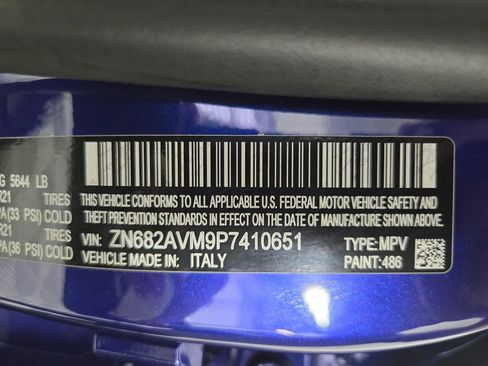 G 5644 LB
R21 TIRES
PA(33 PSI) COLD
R21 TIRES
PA(36 PSI) COLD
THIS VEHICLE CONFORMS TO ALL APPLICABLE U.S. FEDERAL MOTOR VEHICLE SAFETY
AND THEFT PREVENTION STANDARDS IN EFFECT ON THE DATE OF MANUFACTURE SHOWN ABOVE.
VIN: ZN682AVM9P7410651 TYPE:MPV
VEHICLE MADE IN: ITALY PAINT:486